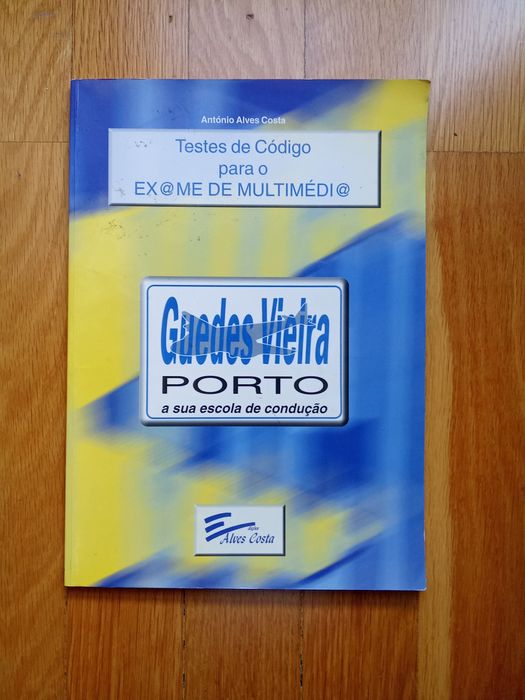 António Alves Costa
Testes de Código
para o
EX@ME DE MULTIMÉDI@
Guedes Vieira
PORTO
a sua escola de condução
Alves Costa